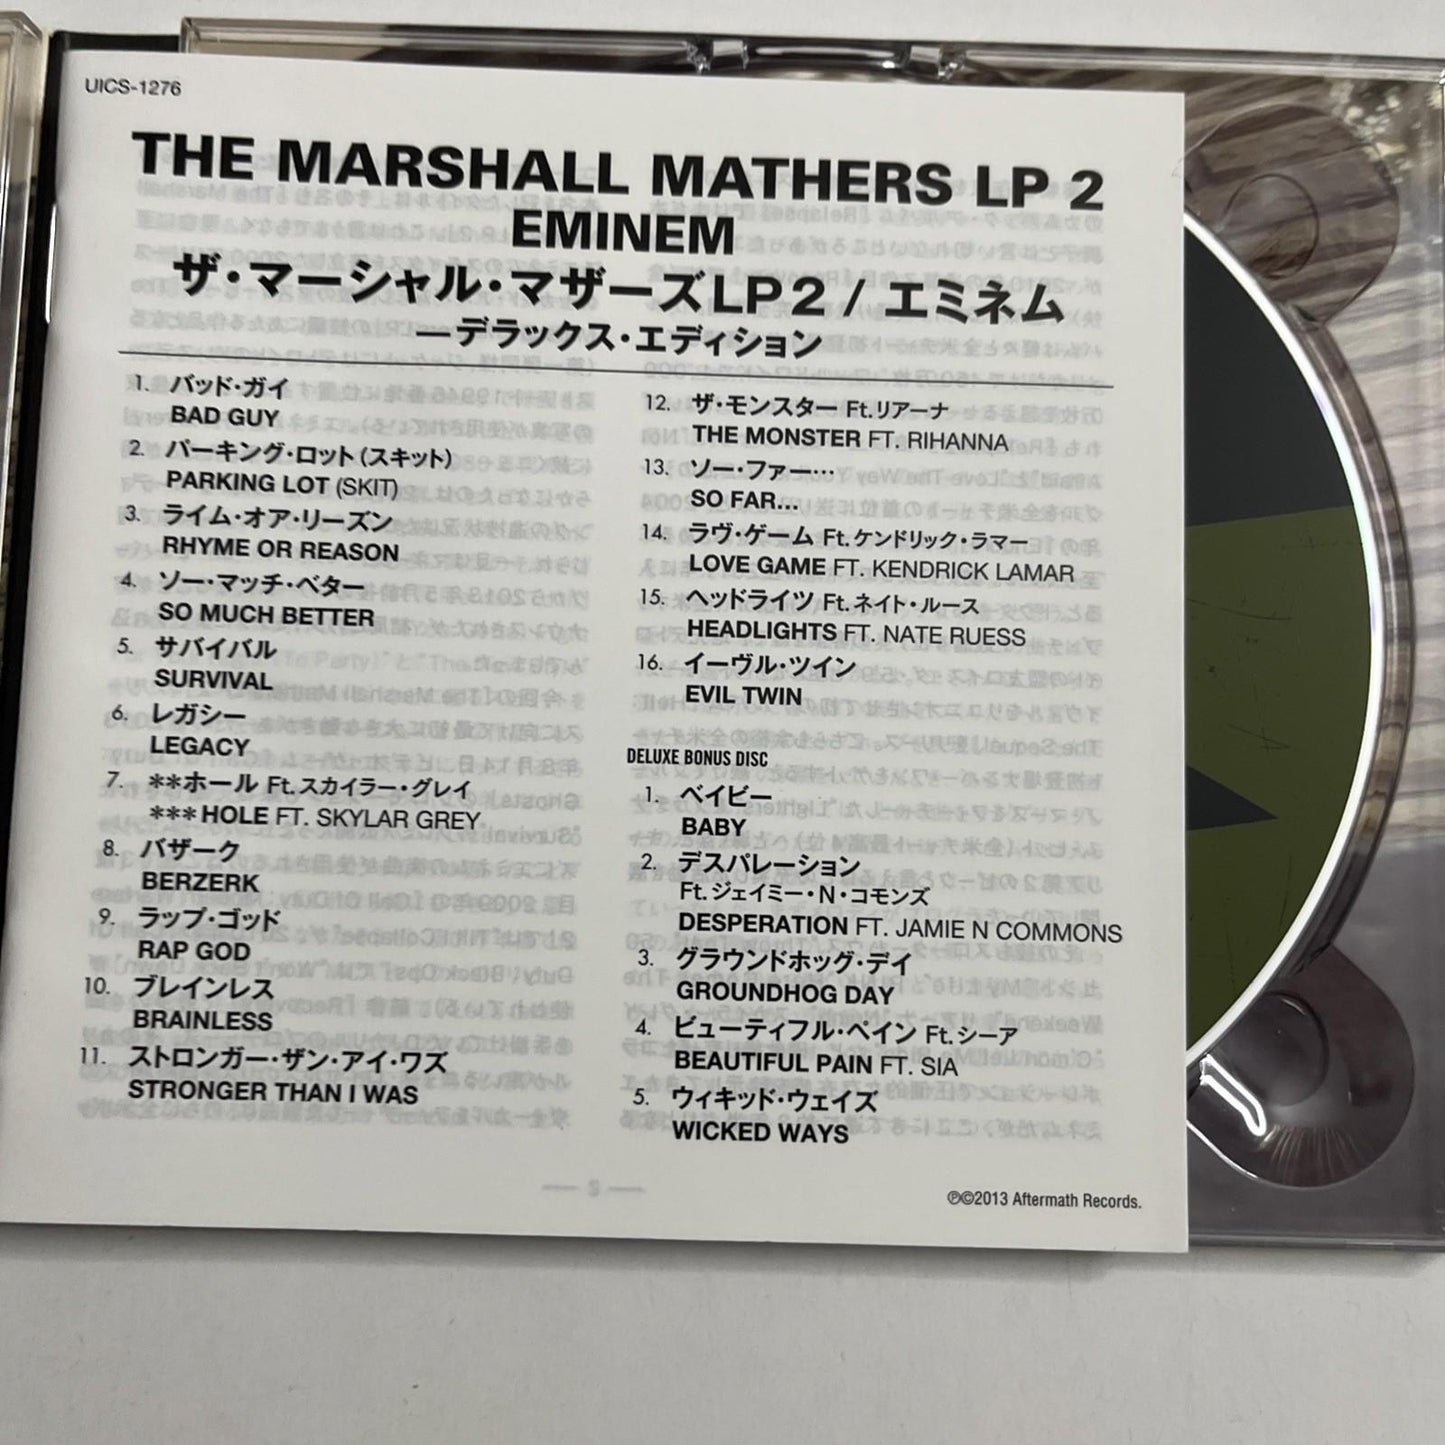 UICS-1276
THE MARSHALL MATHERS LP 2
EMINEM
ザ・マーシャル・マザーズLP2 / エミネム
—デラックス・エディション
1. バッド・ガイ
BAD GUY
2. パーキング・ロット(スキット)
PARKING LOT (SKIT)
3. ライム・オア・リーズン
RHYME OR REASON
4. ソー・マッチ・ベター
SO MUCH BETTER
5. サバイバル
SURVIVAL
6. レガシー
LEGACY
7. **ホール Ft.スカイラー・グレイ
***HOLE FT. SKYLAR GREY
8. バザーク
BERZERK
9. ラップ・ゴッド
RAP GOD
10. ブレインレス
BRAINLESS
11. ストロンガー・ザン・アイ・ワズ
STRONGER THAN I WAS
12. ザ・モンスター Ft.リアーナ
THE MONSTER FT. RIHANNA
13. ソー・ファー…
SO FAR...
14. ラヴ・ゲーム Ft.ケンドリック・ラマー
LOVE GAME FT. KENDRICK LAMAR
15. ヘッドライツ Ft.ネイト・ルース
HEADLIGHTS FT. NATE RUESS
16. イーヴル・ツイン
EVIL TWIN
DELUXE BONUS DISC
1. ベイビー
BABY
2. デスパレーション
Ft.ジェイミー・N・コモンズ
DESPERATION FT. JAMIE N COMMONS
3. グラウンドホッグ・デイ
GROUNDHOG DAY
4. ビューティフル・ペイン Ft.シーア
BEAUTIFUL PAIN FT. SIA
5. ウィキッド・ウェイズ
WICKED WAYS
℗©2013 Aftermath Records.